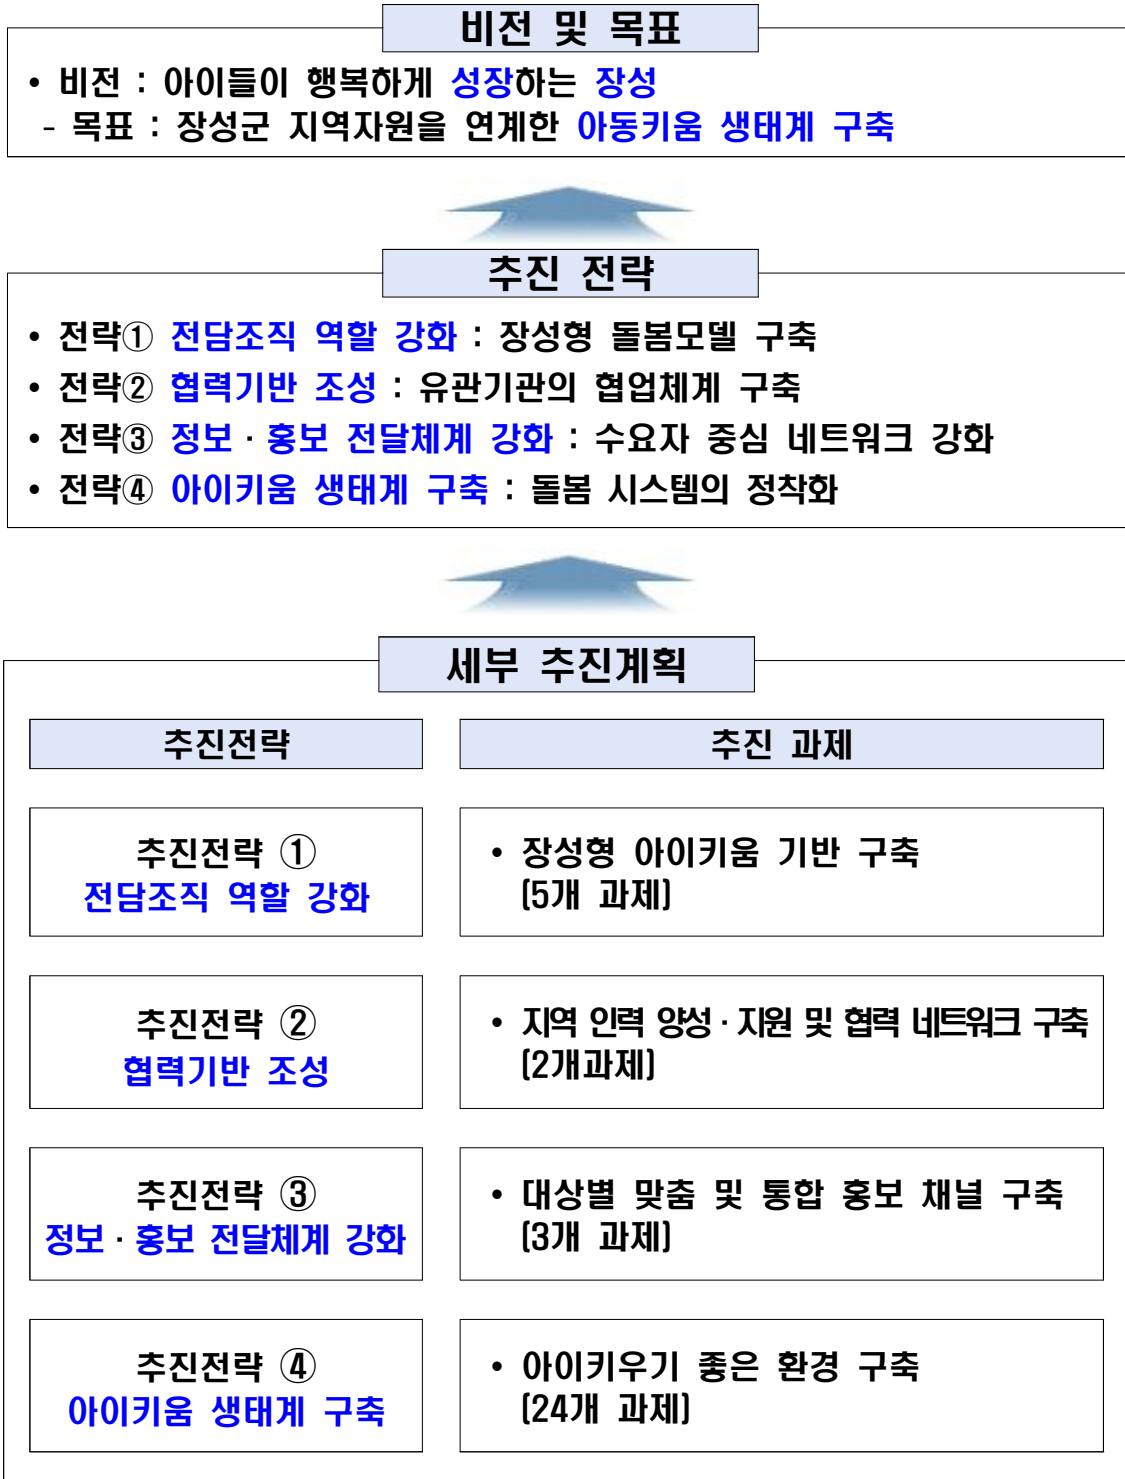 비전 및 목표
• 비전 : 아이들이 행복하게 성장하는 장성
- 목표 : 장성군 지역자원을 연계한 아동키움 생태계 구축
추진 전략
• 전략① 전담조직 역할 강화 : 장성형 돌봄모델 구축
• 전략② 협력기반 조성 : 유관기관의 협업체계 구축
• 전략③ 정보·홍보 전달체계 강화 : 수요자 중심 네트워크 강화
• 전략④ 아이키움 생태계 구축 : 돌봄 시스템의 정착화
세부 추진계획
추진전략
추진 과제
추진전략 ①
전담조직 역할 강화
• 장성형 아이키움 기반 구축
(5개 과제)
추진전략 ②
협력기반 조성
• 지역 인력 양성·지원 및 협력 네트워크 구축
(2개과제)
추진전략 ③
정보·홍보 전달체계 강화
• 대상별 맞춤 및 통합 홍보 채널 구축
(3개 과제)
추진전략 ④
아이키움 생태계 구축
• 아이키우기 좋은 환경 구축
(24개 과제)